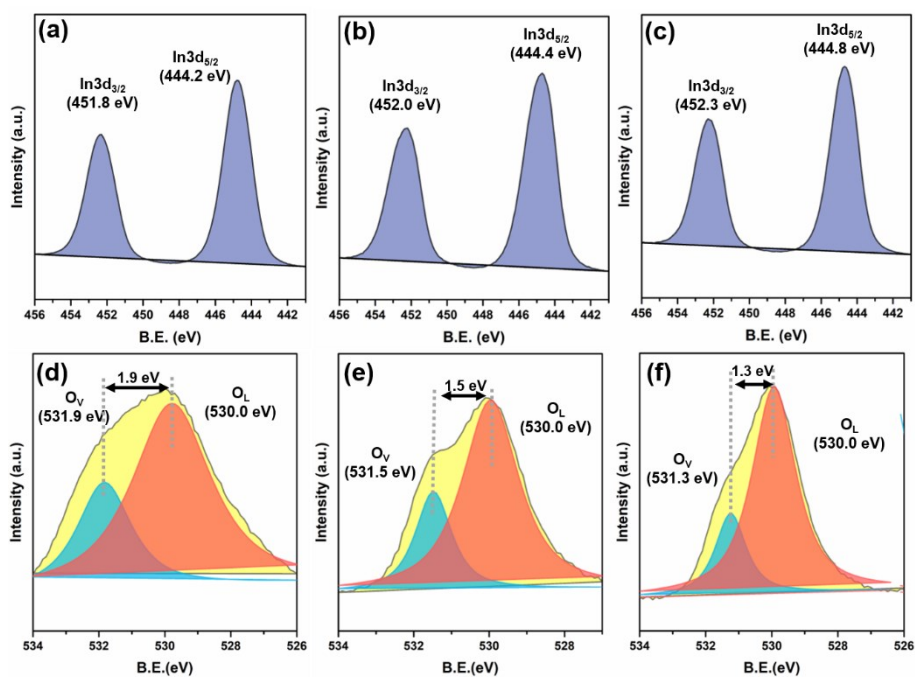 (a)
In3d3/2
(451.8 eV)
In3d5/2
(444.2 eV)
Intensity (a.u.)
456 454 452 450 448 446 444 442
B.E. (eV)
(b)
In3d3/2
(452.0 eV)
In3d5/2
(444.4 eV)
Intensity (a.u.)
456 454 452 450 448 446 444 442
B.E. (eV)
(c)
In3d3/2
(452.3 eV)
In3d5/2
(444.8 eV)
Intensity (a.u.)
456 454 452 450 448 446 444 442
B.E. (eV)
(d)
1.9 eV
OV
(531.9 eV)
OL
(530.0 eV)
Intensity (a.u.)
534 532 530 528 526
B.E.(eV)
(e)
1.5 eV
OV
(531.5 eV)
OL
(530.0 eV)
Intensity (a.u.)
534 532 530 528
B.E.(eV)
(f)
1.3 eV
OV
(531.3 eV)
OL
(530.0 eV)
Intensity (a.u.)
534 532 530 528 526
B.E.(eV)